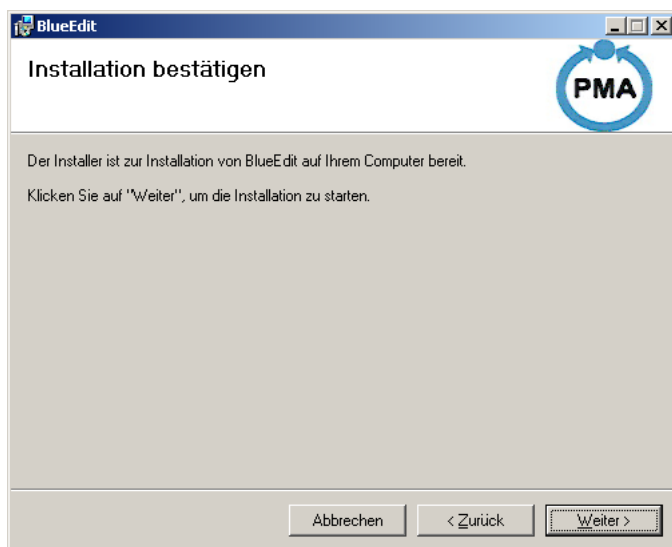 BlueEdit
Installation bestätigen
PMA
Der Installer ist zur Installation von BlueEdit auf Ihrem Computer bereit.
Klicken Sie auf "Weiter", um die Installation zu starten.
Abbrechen
< Zurück
Weiter >